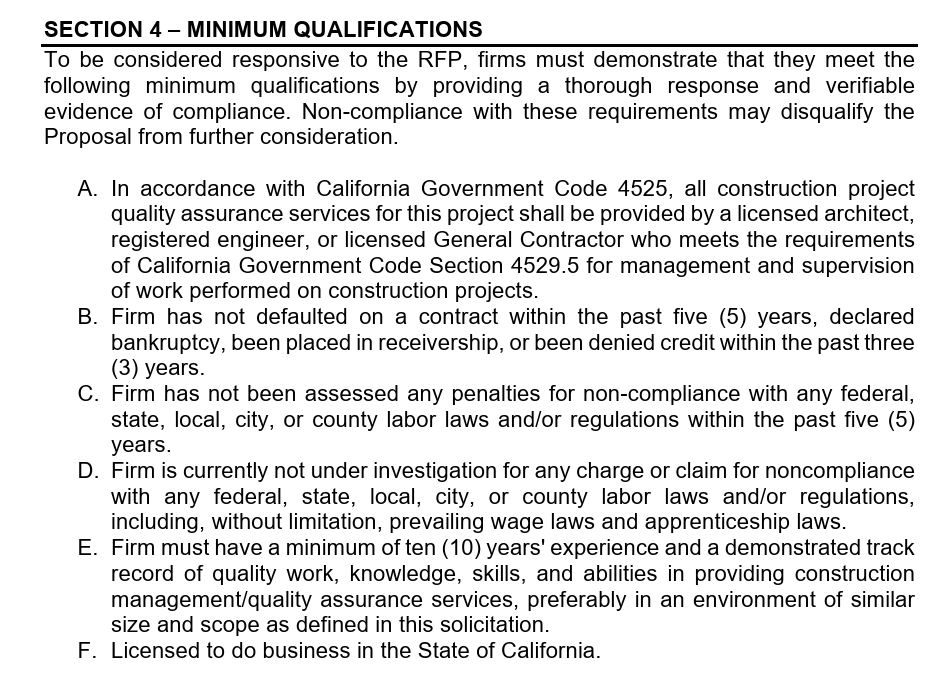 SECTION 4 – MINIMUM QUALIFICATIONS
To be considered responsive to the RFP, firms must demonstrate that they meet the
following minimum qualifications by providing a thorough response and verifiable
evidence of compliance. Non-compliance with these requirements may disqualify the
Proposal from further consideration.
A. In accordance with California Government Code 4525, all construction project
quality assurance services for this project shall be provided by a licensed architect,
registered engineer, or licensed General Contractor who meets the requirements
of California Government Code Section 4529.5 for management and supervision
of work performed on construction projects.
B. Firm has not defaulted on a contract within the past five (5) years, declared
bankruptcy, been placed in receivership, or been denied credit within the past three
(3) years.
C. Firm has not been assessed any penalties for non-compliance with any federal,
state, local, city, or county labor laws and/or regulations within the past five (5)
years.
D. Firm is currently not under investigation for any charge or claim for noncompliance
with any federal, state, local, city, or county labor laws and/or regulations,
including, without limitation, prevailing wage laws and apprenticeship laws.
E. Firm must have a minimum of ten (10) years' experience and a demonstrated track
record of quality work, knowledge, skills, and abilities in providing construction
management/quality assurance services, preferably in an environment of similar
size and scope as defined in this solicitation.
F. Licensed to do business in the State of California.